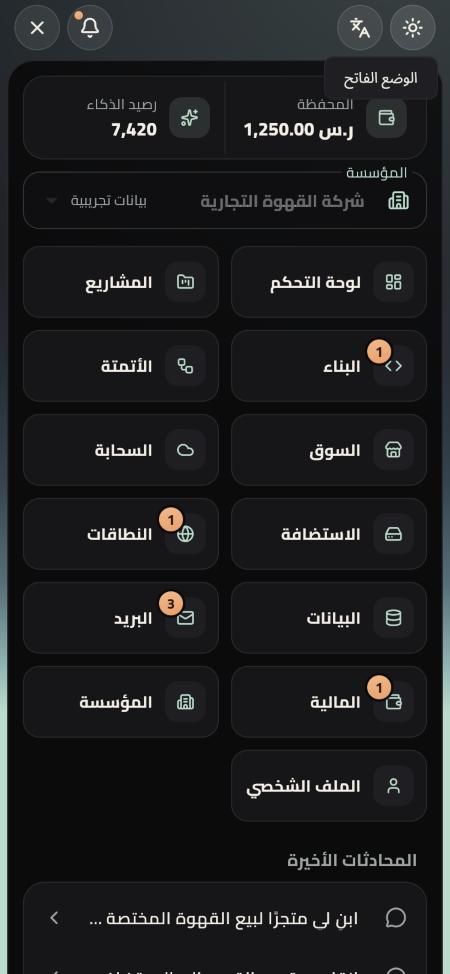 الوضع الفاتح
المحفظة
ر.س 1,250.00
رصيد الذكاء
7,420
المؤسسة
شركة القهوة التجارية
بيانات تجريبية
لوحة التحكم
المشاريع
1
البناء
الأتمتة
السوق
السحابة
الاستضافة
1
النطاقات
البيانات
3
البريد
1
المالية
المؤسسة
الملف الشخصي
المحادثات الأخيرة
ابنِ لي متجرًا لبيع القهوة المختصة ...